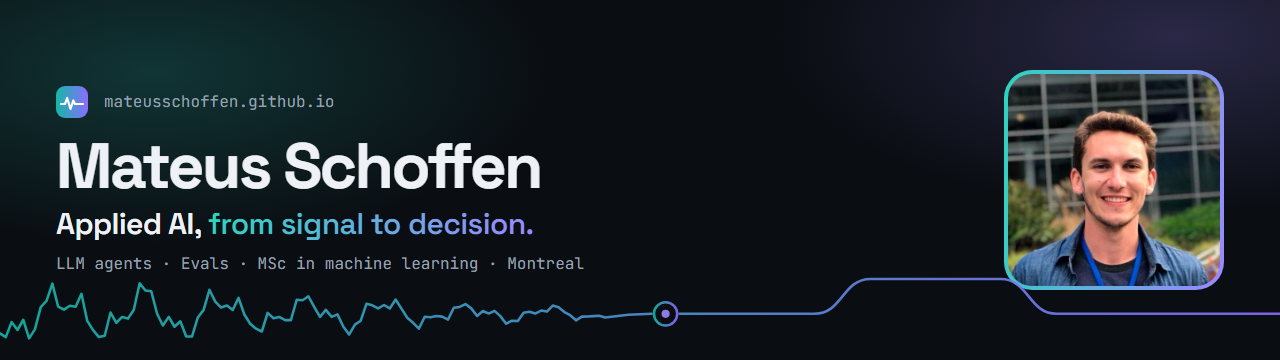 mateusschoffen.github.io
Mateus Schoffen
Applied AI, from signal to decision.
LLM agents · Evals · MSc in machine learning · Montreal